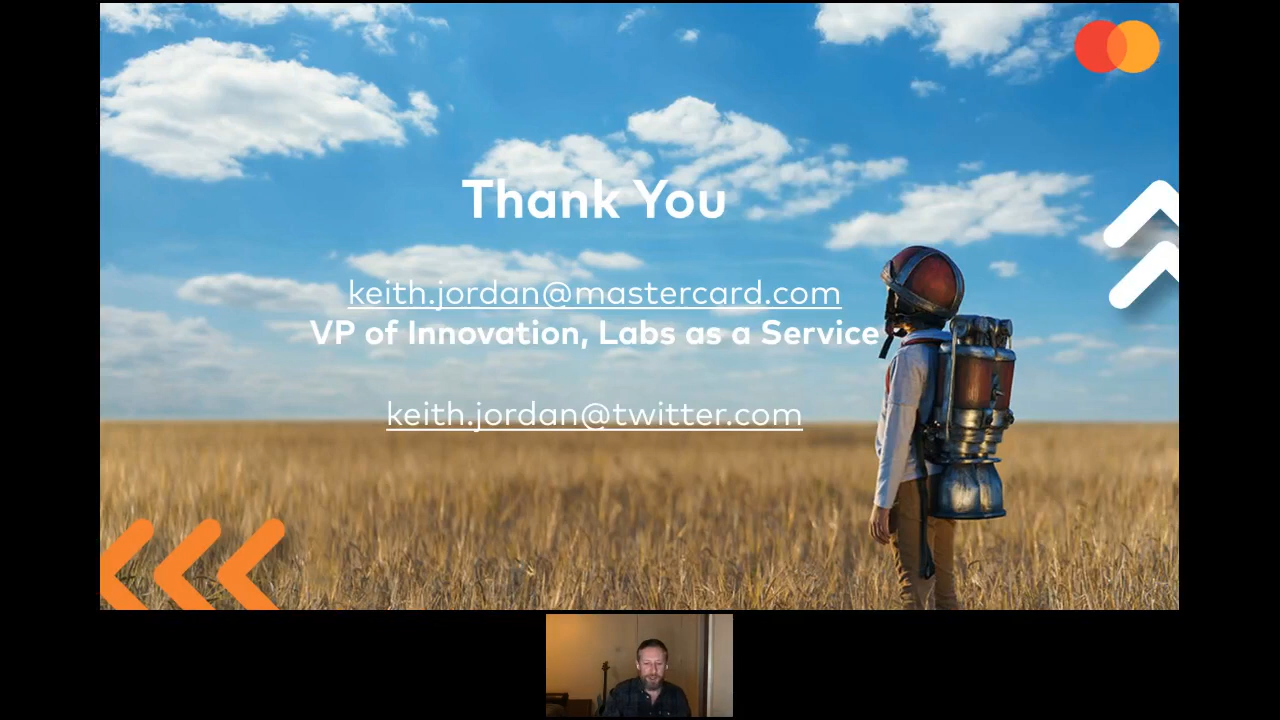 Thank You
keith.jordan@mastercard.com
VP of Innovation, Labs as a Service
keith.jordan@twitter.com